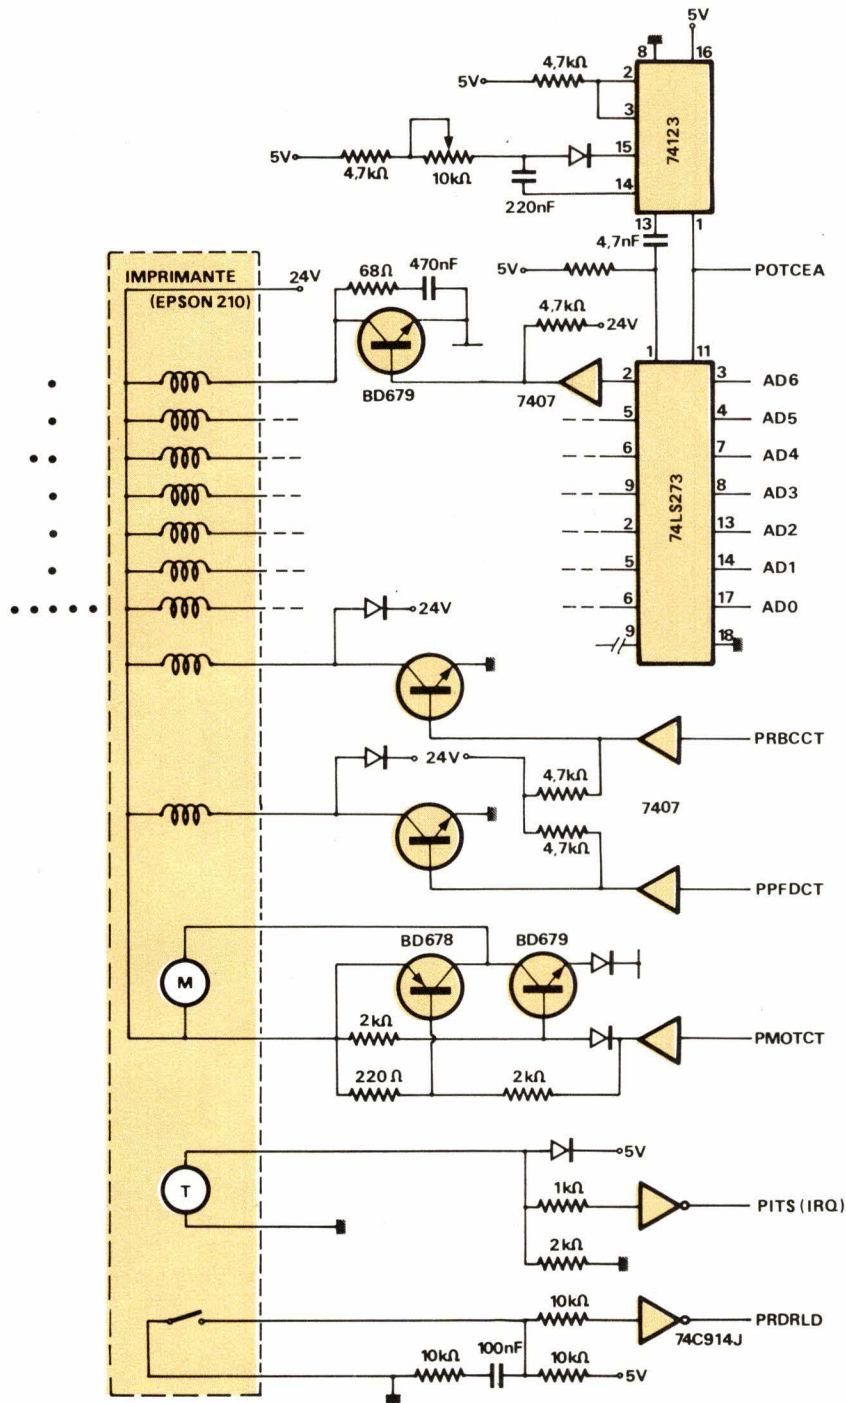 5V
8
16
4,7kΩ
5V
2
3
74123
5V
15
4.7kΩ
10kΩ
14
220nF
13
1
4,7nF
IMPRIMANTE
(EPSON 210)
24V
68Ω
470nF
5V
POTCEA
4,7kΩ
24V
1
11
BD679
7407
2
3
AD6
5
4
AD5
6
7
AD4
9
8
AD3
74LS273
2
13
AD2
5
14
AD1
6
17
AD0
24V
9
18
PRBCCT
24V
4,7kΩ
7407
4,7kΩ
PPFDCT
BD678
BD679
M
2kΩ
PMOTCT
220Ω
2kΩ
5V
T
1kΩ
PITS (IRQ)
2kΩ
10kΩ
PRDRLD
74C914J
100nF
10kΩ
10kΩ
5V